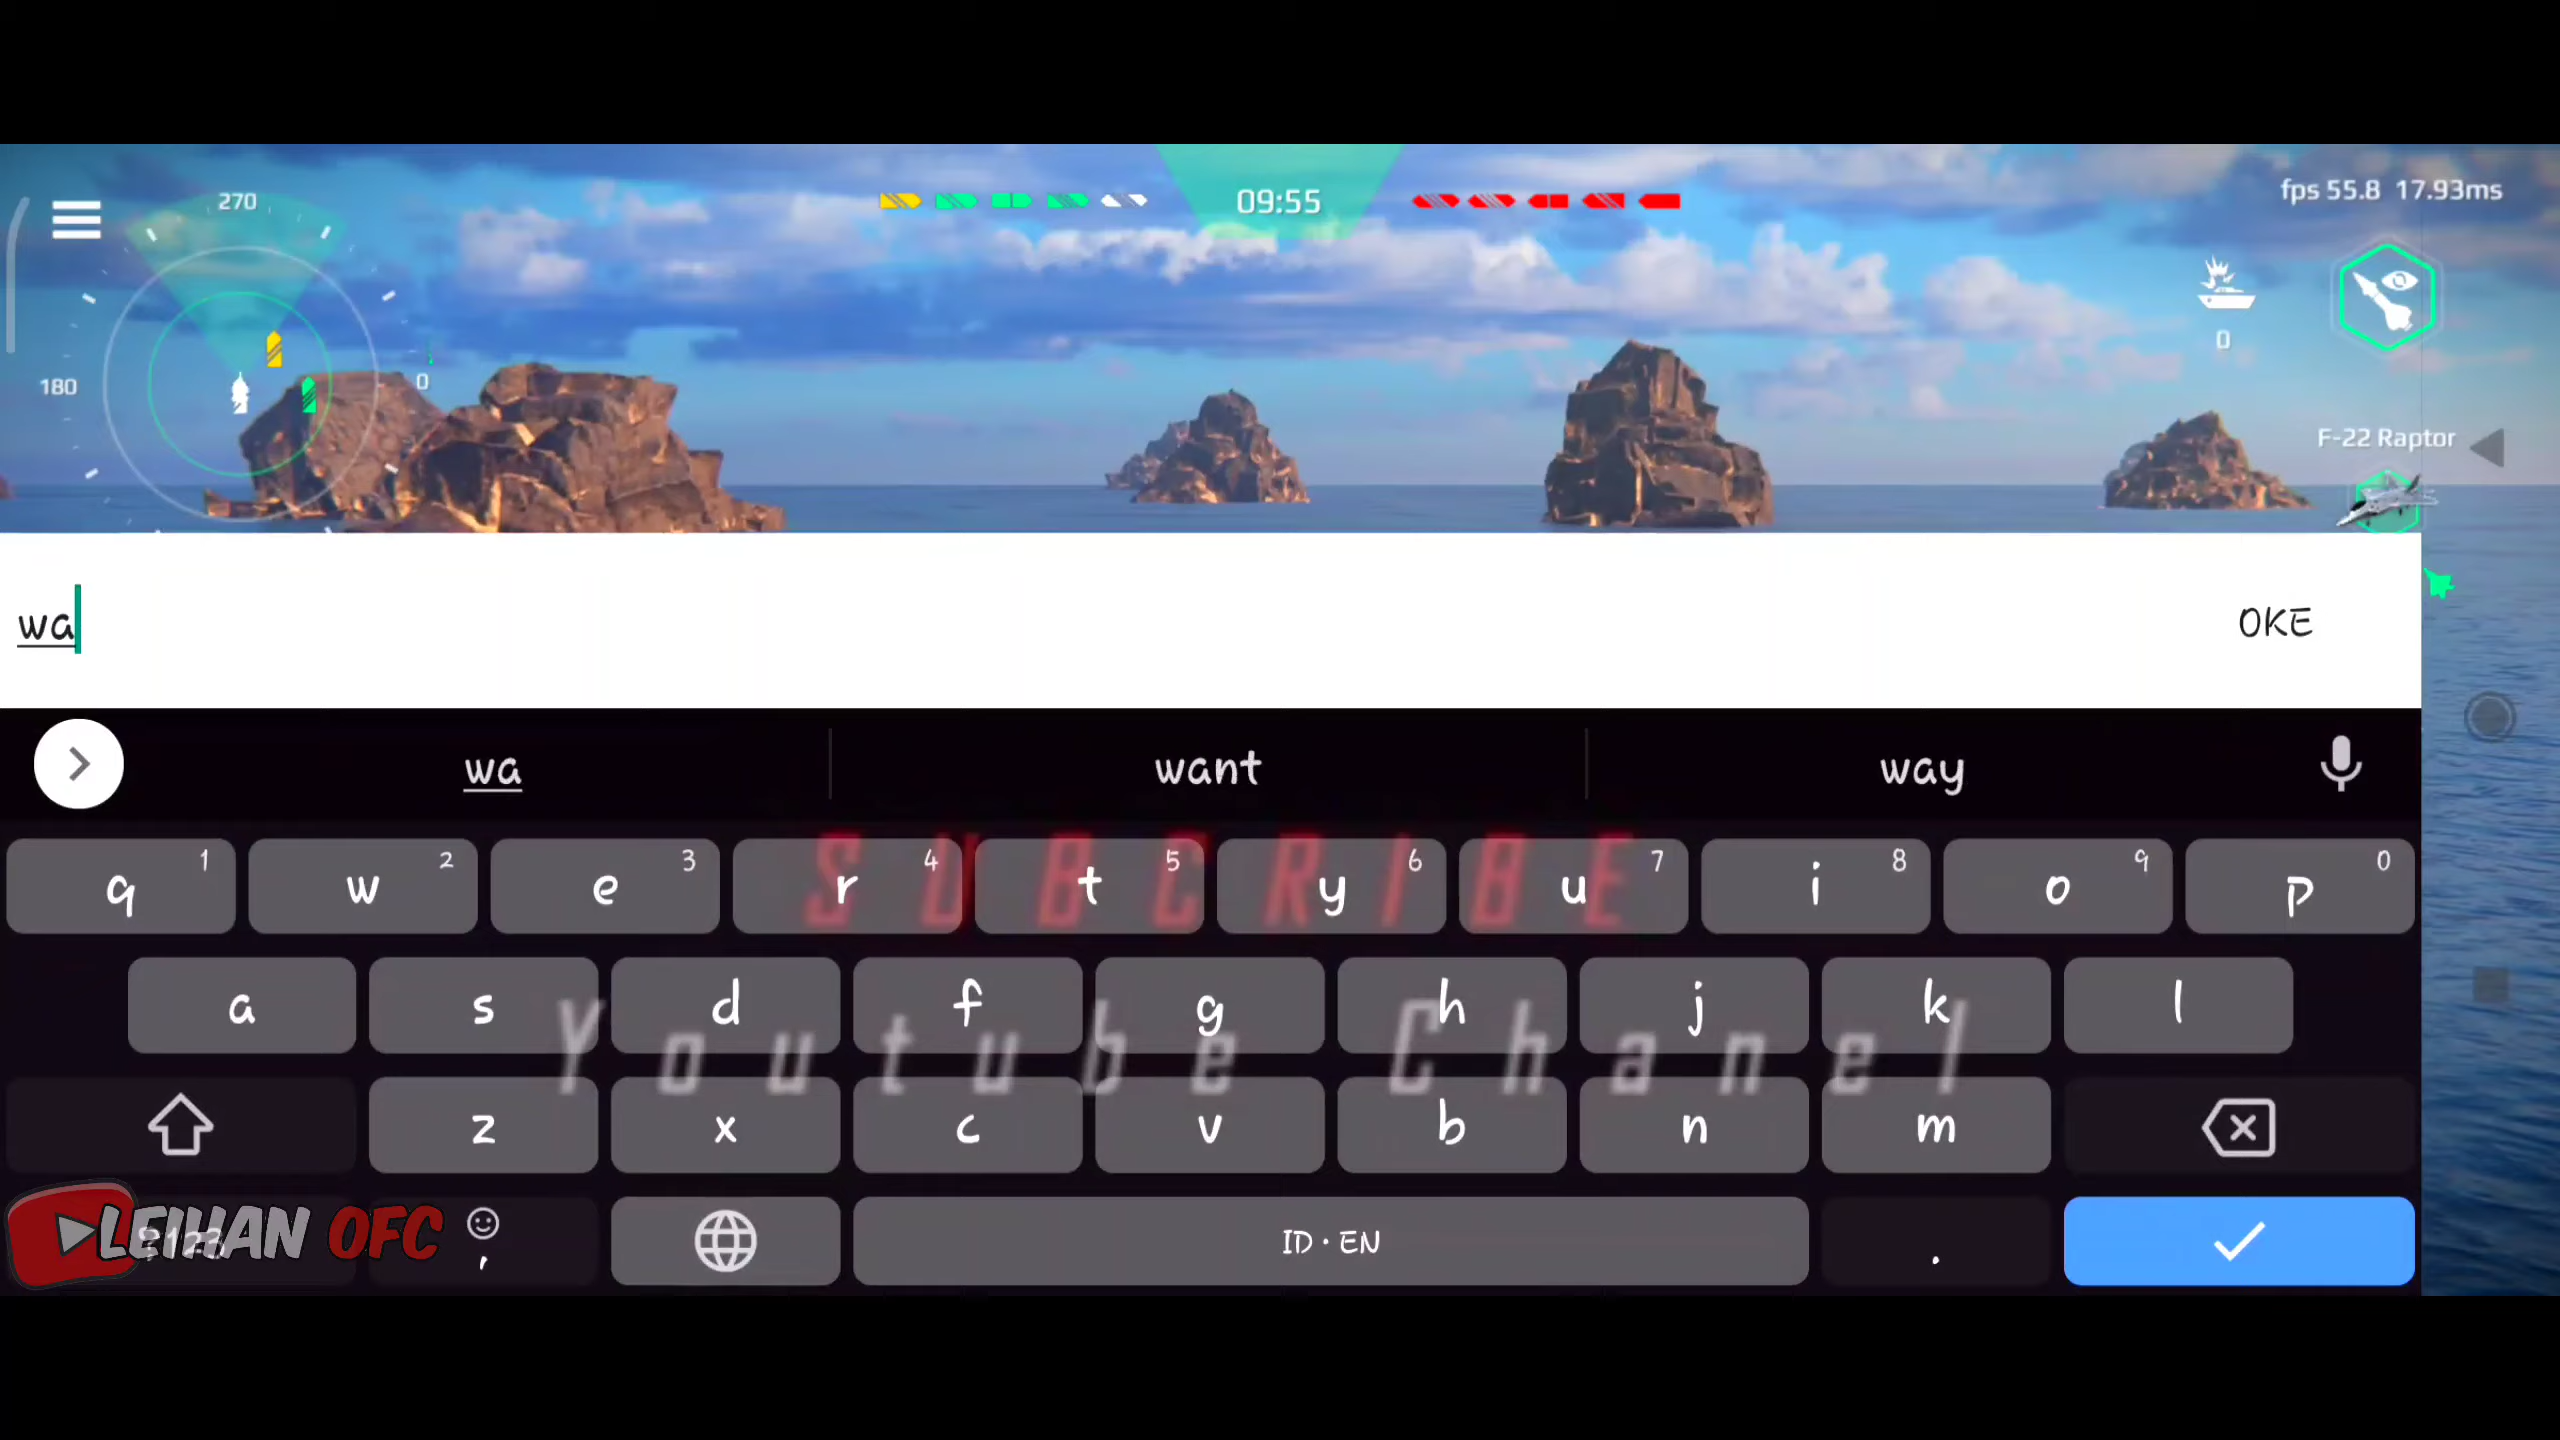 270
09:55
fps 55.8 17.93ms
0
180
0
F-22 Raptor
wa
OKE
wa want way
SUBCRIBE
q 1 w 2 e 3 r 4 t 5 y 6 u 7 i 8 o 9 p 0
a s d f g h j k l
Youtube Chanel
z x c v b n m
LEIHAN OFC
?123 , ID · EN .